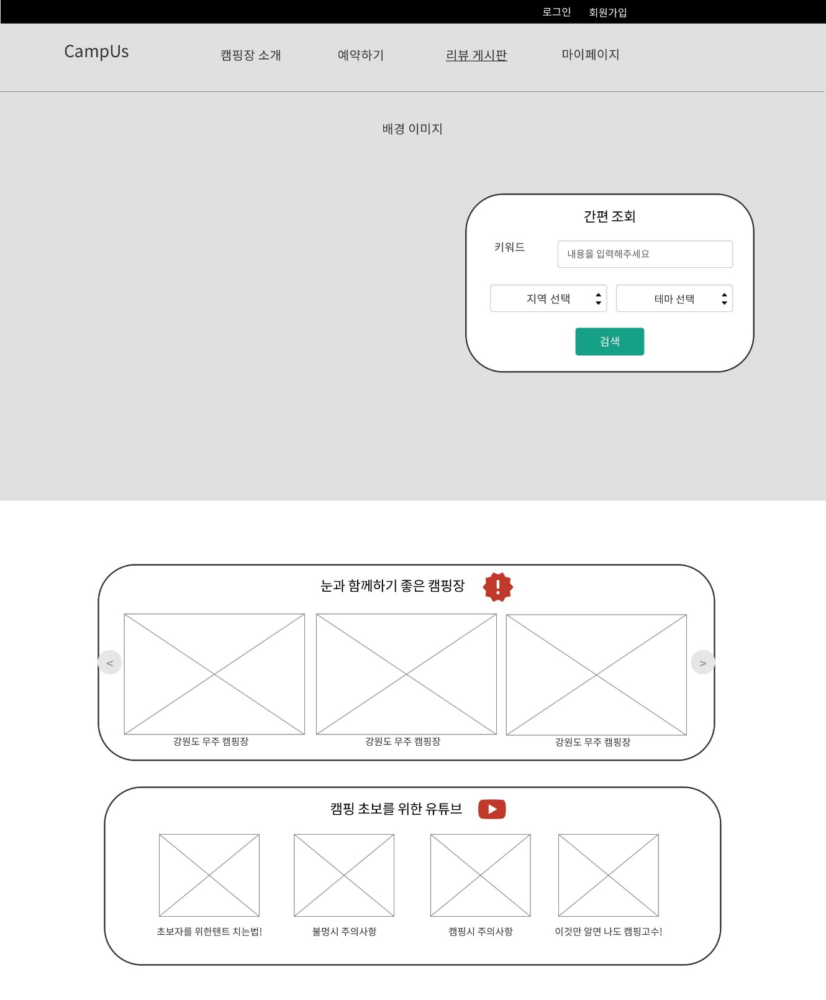 로그인 회원가입
CampUs 캠핑장 소개 예약하기 리뷰 게시판 마이페이지
배경 이미지
간편 조회
키워드 내용을 입력해주세요
지역 선택 테마 선택
검색
눈과 함께하기 좋은 캠핑장
< >
강원도 무주 캠핑장 강원도 무주 캠핑장 강원도 무주 캠핑장
캠핑 초보를 위한 유튜브
초보자를 위한텐트 치는법! 불멍시 주의사항 캠핑시 주의사항 이것만 알면 나도 캠핑고수!